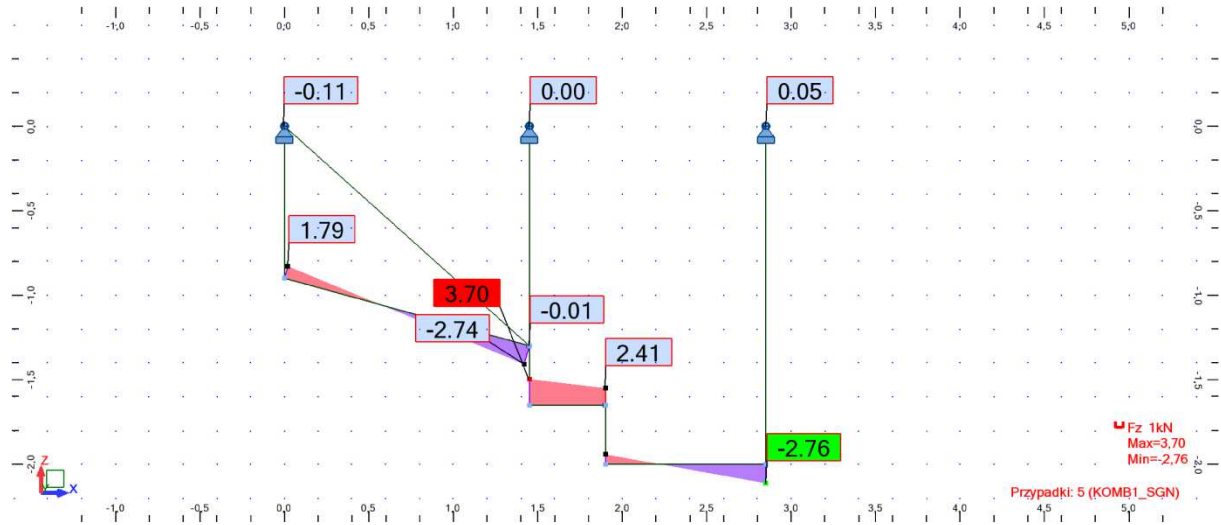 -1,0 0,0 0,5 1,0 1,5 2,0 2,5 3,0 3,5 4,0 4,5 5,0
-0.11 0.00 0.05
0,0 0,0
-0,5 -0,5
1.79
-1,0 3.70 -0.01 -1,0
-2.74 2.41
-1,5 -1,5
Fz 1kN
-2.76 Max=3,70
-2,0 Z Min=-2,76 -2,0
X Przypadki: 5 (KOMB1_SGN)
-1,0 -0,5 0,0 0,5 1,0 1,5 2,0 2,5 3,0 3,5 4,0 4,5 5,0